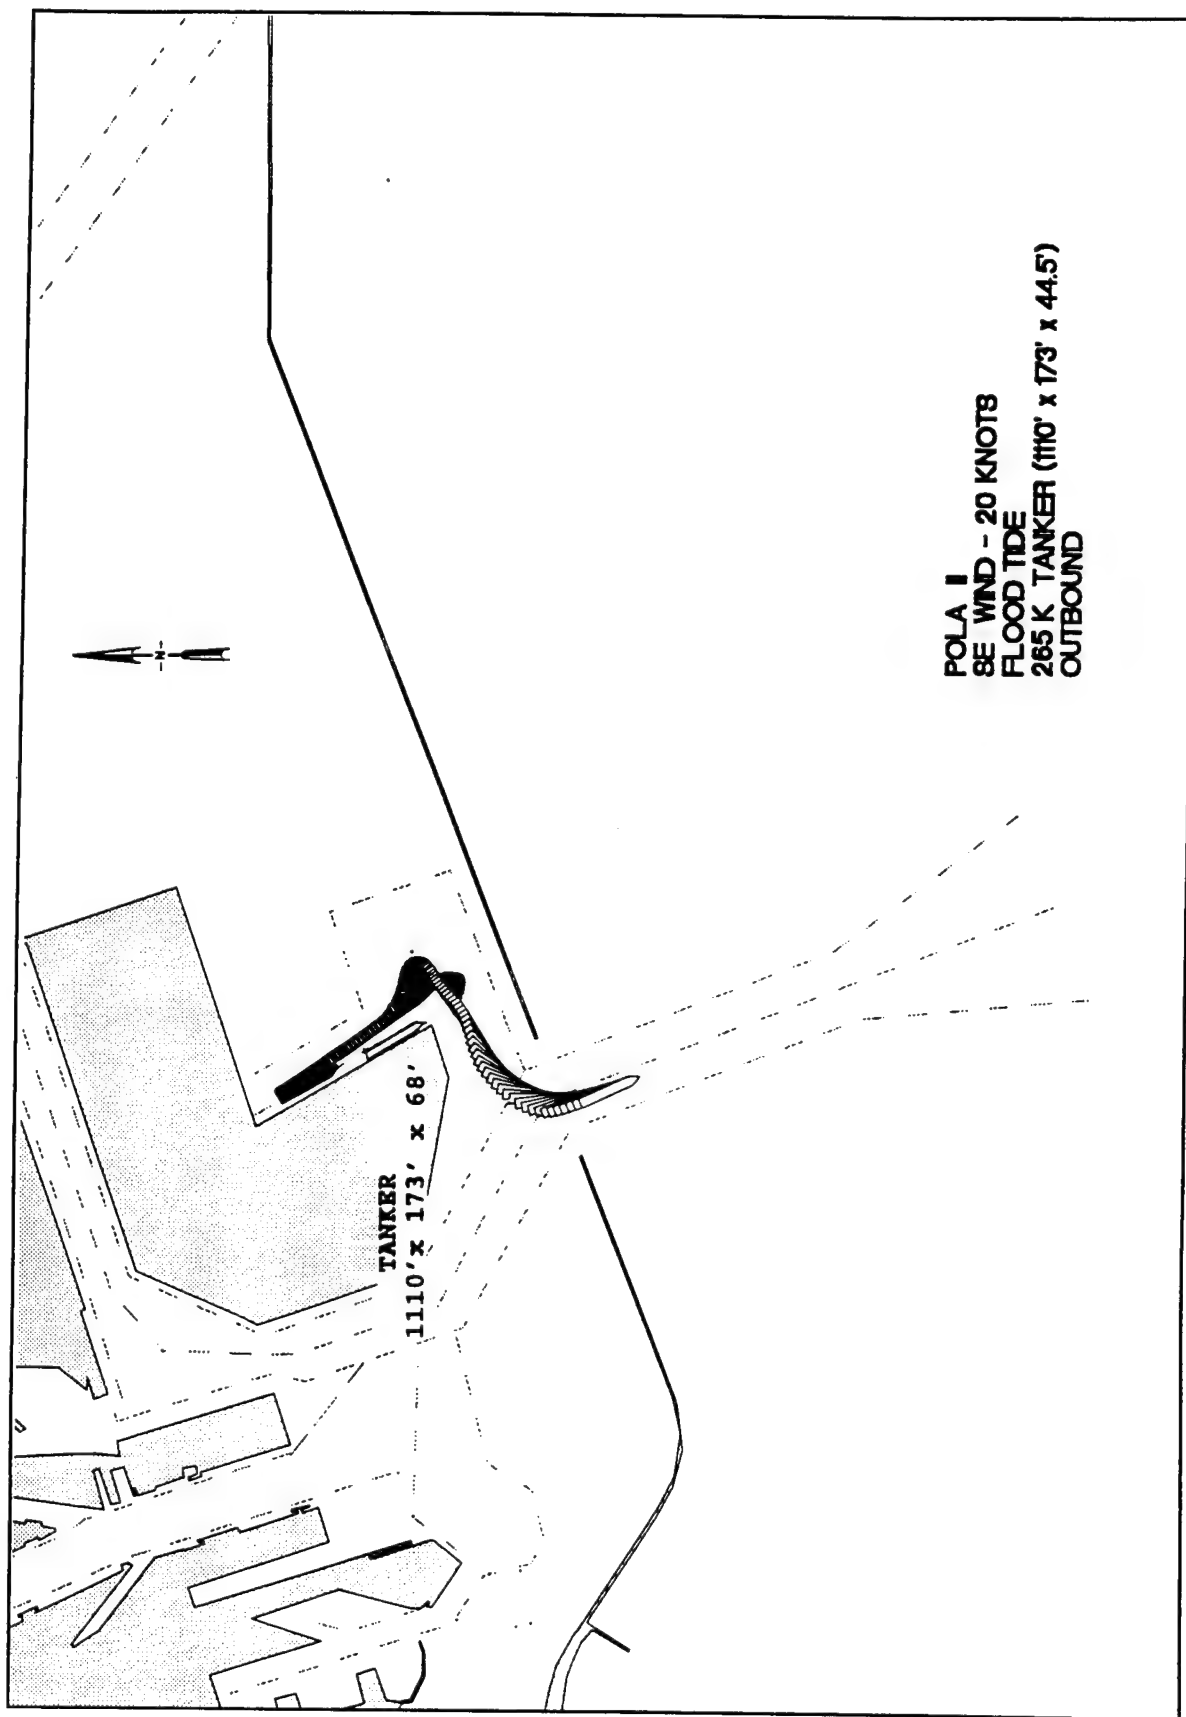 N
TANKER
1110'x 173' x 68'
POLA II
SE WIND - 20 KNOTS
FLOOD TIDE
265 K TANKER (1110' x 173' x 44.5')
OUTBOUND